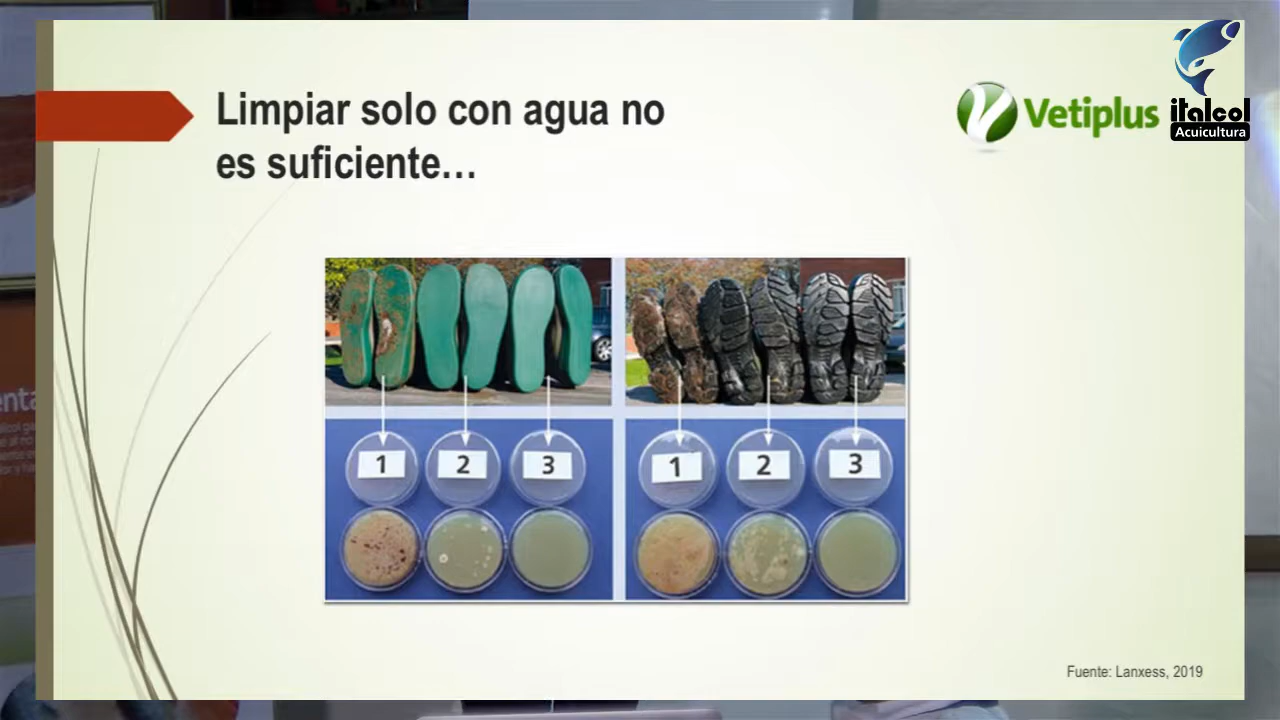 Limpiar solo con agua no
es suficiente...
Vetiplus
italcol
Acuicultura
1
2
3
1
2
3
Fuente: Lanxess, 2019